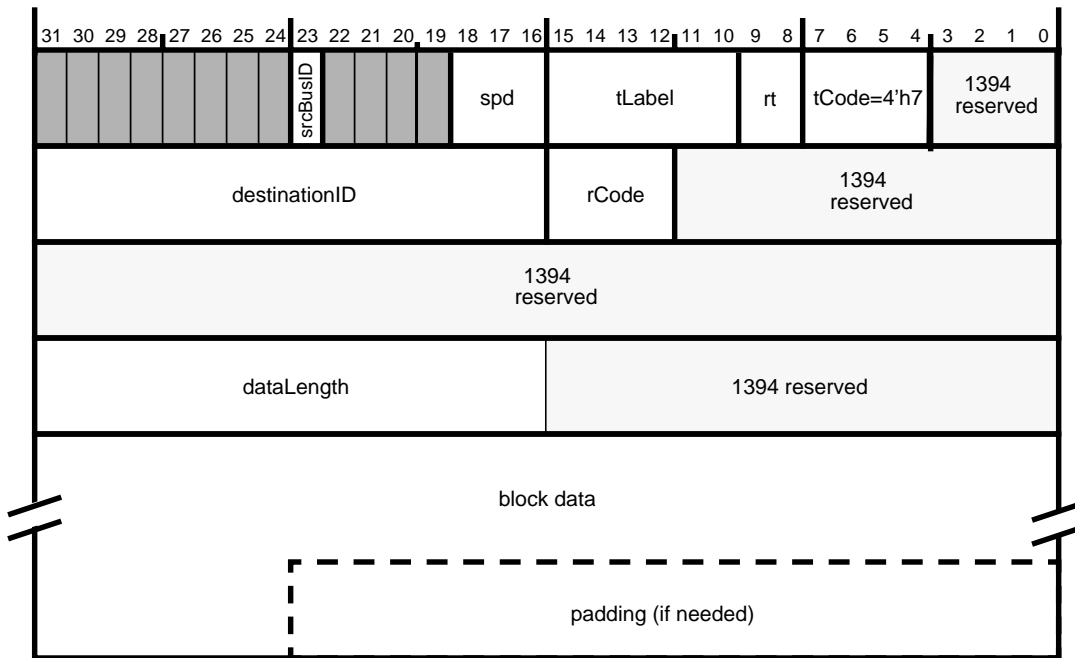 31 30 29 28 27 26 25 24 23 22 21 20 19 18 17 16 15 14 13 12 11 10 9 8 7 6 5 4 3 2 1 0
srcBusID
spd
tLabel
rt
tCode=4'h7
1394
reserved
destinationID
rCode
1394
reserved
1394
reserved
dataLength
1394 reserved
block data
padding (if needed)